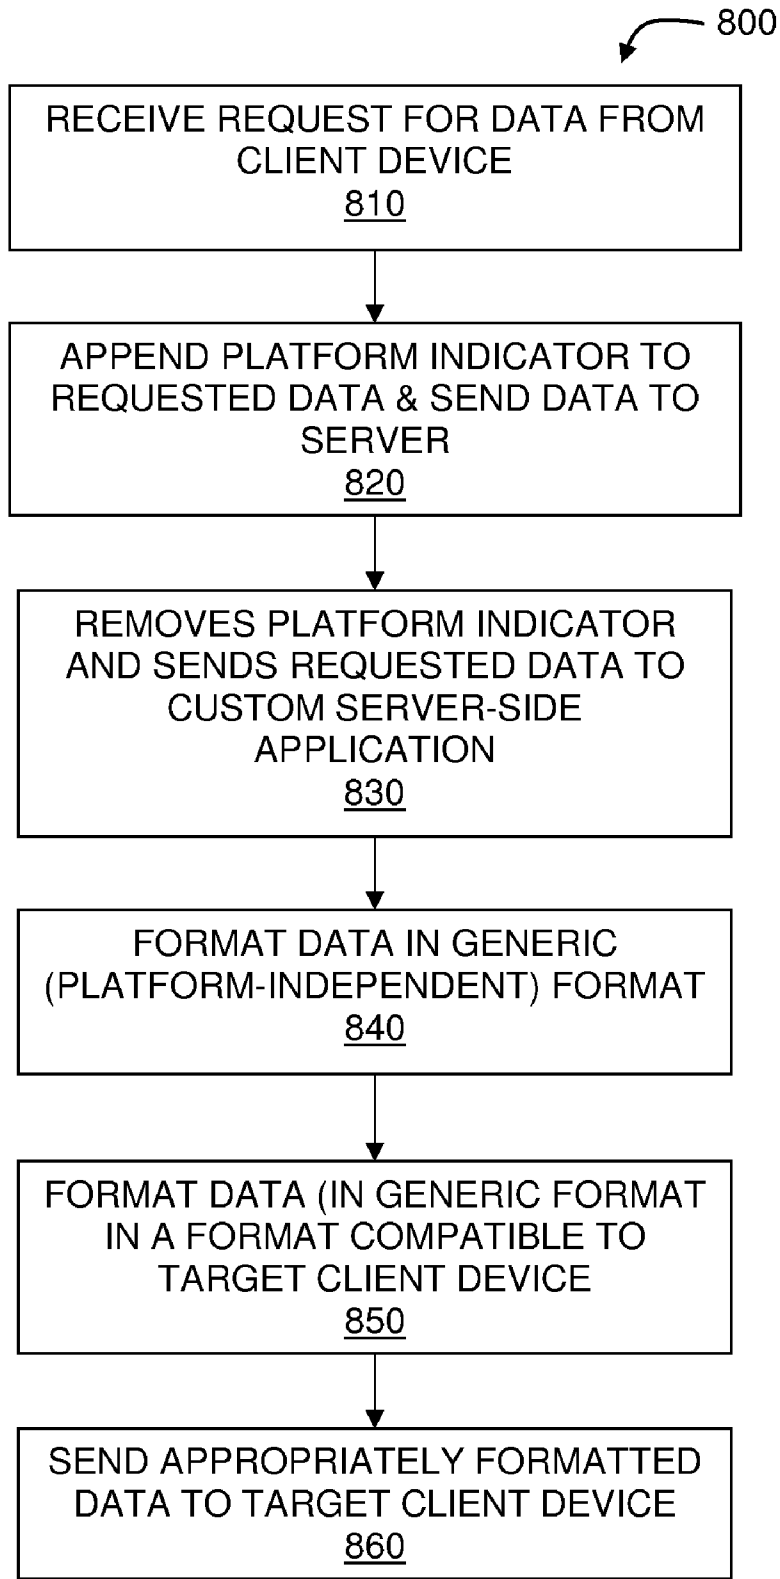 800
RECEIVE REQUEST FOR DATA FROM
CLIENT DEVICE
810
APPEND PLATFORM INDICATOR TO
REQUESTED DATA & SEND DATA TO
SERVER
820
REMOVES PLATFORM INDICATOR
AND SENDS REQUESTED DATA TO
CUSTOM SERVER-SIDE
APPLICATION
830
FORMAT DATA IN GENERIC
(PLATFORM-INDEPENDENT) FORMAT
840
FORMAT DATA (IN GENERIC FORMAT
IN A FORMAT COMPATIBLE TO
TARGET CLIENT DEVICE
850
SEND APPROPRIATELY FORMATTED
DATA TO TARGET CLIENT DEVICE
860